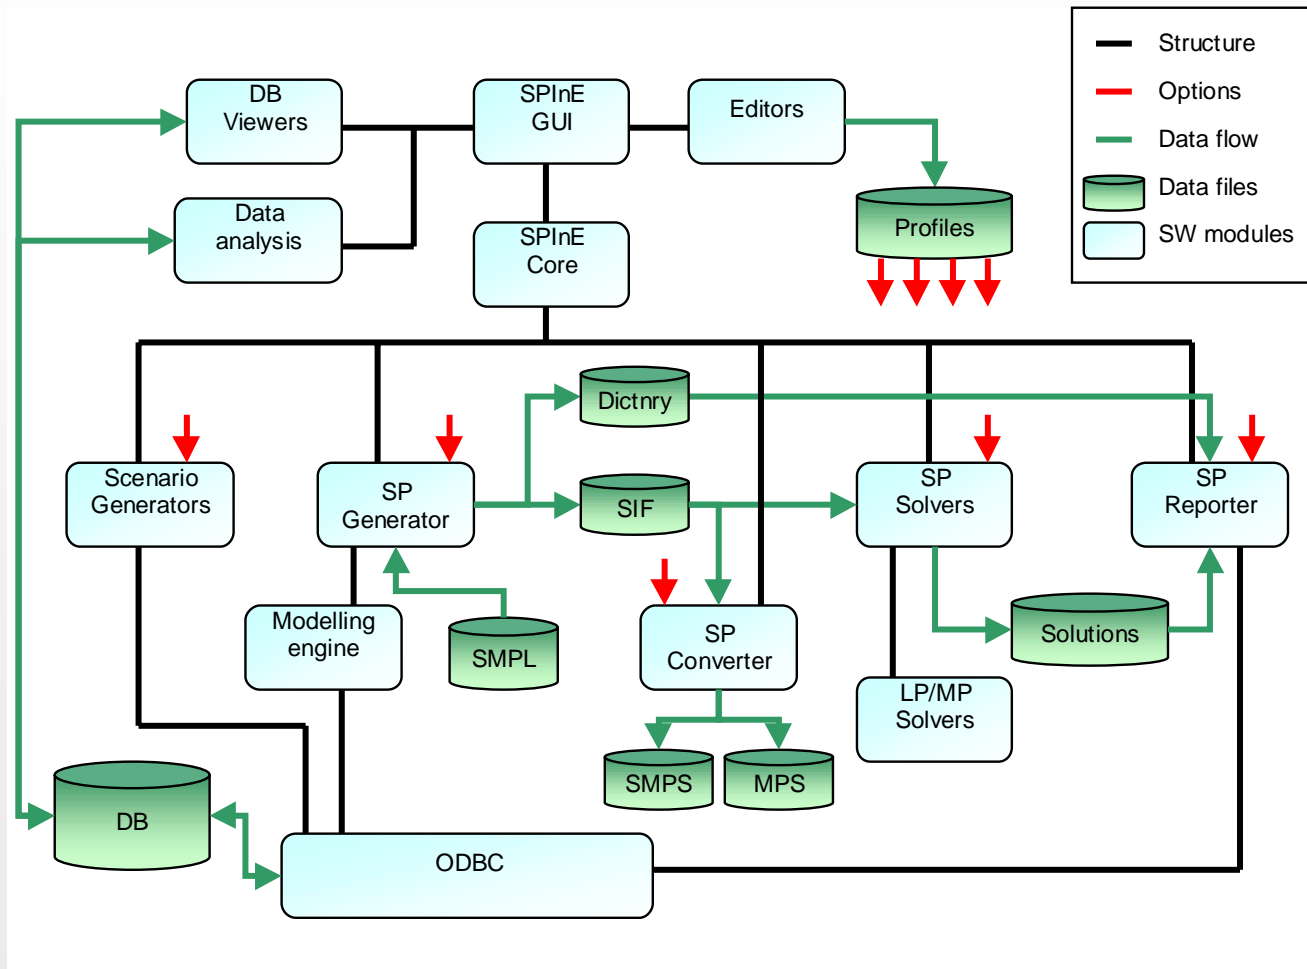 Structure
Options
Data flow
Data files
SW modules
DB
Viewers
SPInE
GUI
Editors
Data
analysis
SPInE
Core
Profiles
Dictnry
Scenario
Generators
SP
Generator
SIF
SP
Solvers
SP
Reporter
Modelling
engine
SMPL
SP
Converter
Solutions
LP/MP
Solvers
SMPS
MPS
DB
ODBC